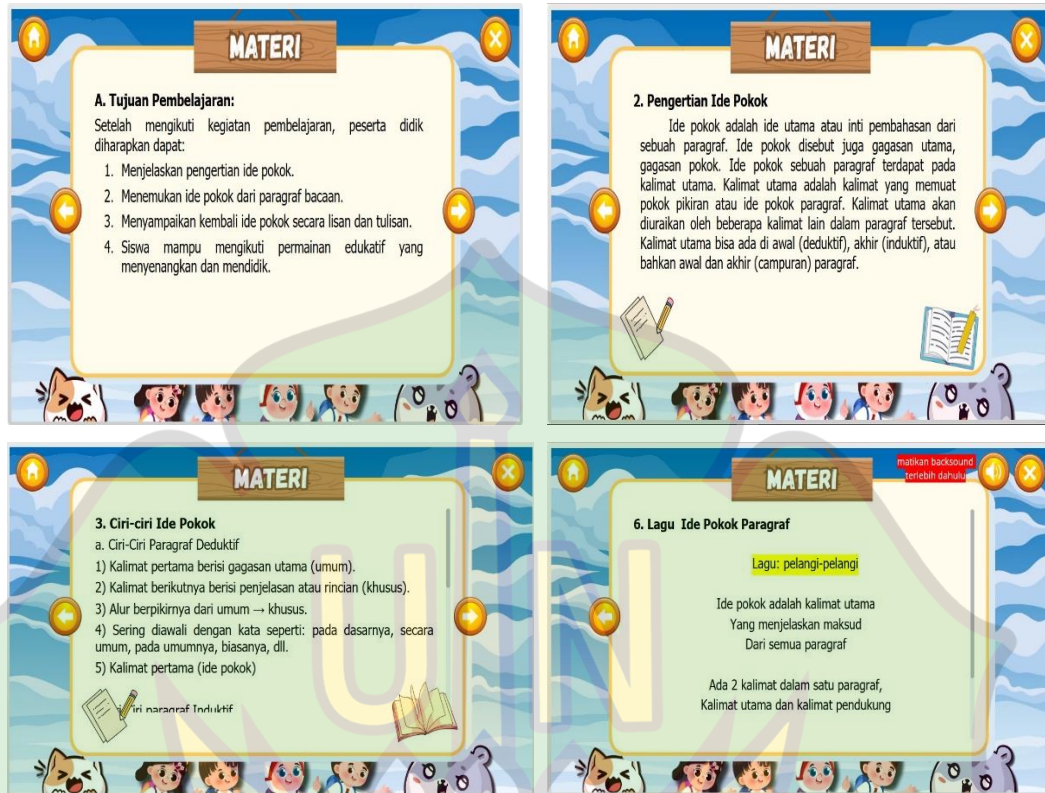 MATERI
A. Tujuan Pembelajaran:
Setelah mengikuti kegiatan pembelajaran, peserta didik
diharapkan dapat:
1. Menjelaskan pengertian ide pokok.
2. Menemukan ide pokok dari paragraf bacaan.
3. Menyampaikan kembali ide pokok secara lisan dan tulisan.
4. Siswa mampu mengikuti permainan edukatif yang
menyenangkan dan mendidik.
MATERI
2. Pengertian Ide Pokok
Ide pokok adalah ide utama atau inti pembahasan dari
sebuah paragraf. Ide pokok disebut juga gagasan utama,
gagasan pokok. Ide pokok sebuah paragraf terdapat pada
kalimat utama. Kalimat utama adalah kalimat yang memuat
pokok pikiran atau ide pokok paragraf. Kalimat utama akan
diuraikan oleh beberapa kalimat lain dalam paragraf tersebut.
Kalimat utama bisa ada di awal (deduktif), akhir (induktif), atau
bahkan awal dan akhir (campuran) paragraf.
MATERI
3. Ciri-ciri Ide Pokok
a. Ciri-Ciri Paragraf Deduktif
1) Kalimat pertama berisi gagasan utama (umum).
2) Kalimat berikutnya berisi penjelasan atau rincian (khusus).
3) Alur berpikirnya dari umum → khusus.
4) Sering diawali dengan kata seperti: pada dasarnya, secara
umum, pada umumnya, biasanya, dll.
5) Kalimat pertama (ide pokok)
paragraf Induktif
MATERI
matikan backsound
terlebih dahulu
6. Lagu Ide Pokok Paragraf
Lagu: pelangi-pelangi
Ide pokok adalah kalimat utama
Yang menjelaskan maksud
Dari semua paragraf
Ada 2 kalimat dalam satu paragraf,
Kalimat utama dan kalimat pendukung
UIN